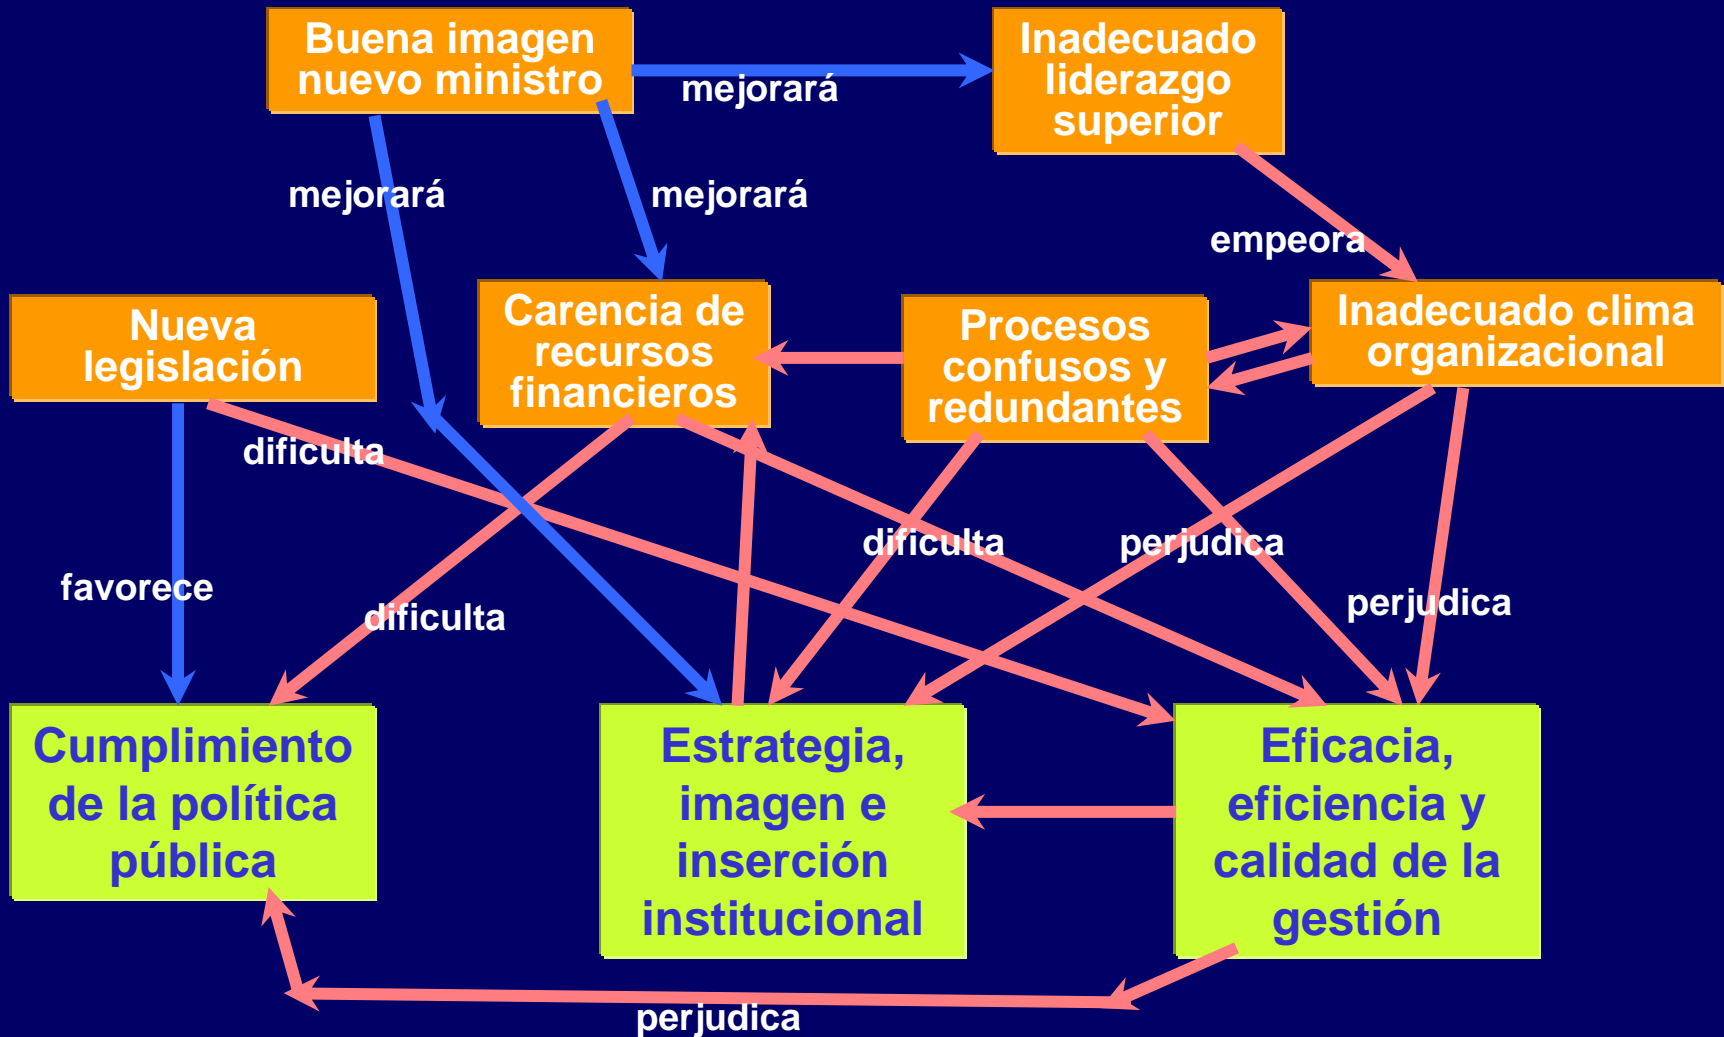 Buena imagen
nuevo ministro
Inadecuado
liderazgo
superior
mejorará
mejorará
mejorará
empeora
Nueva
legislación
Carencia de
recursos
financieros
Procesos
confusos y
redundantes
Inadecuado clima
organizacional
dificulta
dificulta
perjudica
favorece
dificulta
perjudica
Cumplimiento
de la política
pública
Estrategia,
imagen e
inserción
institucional
Eficacia,
eficiencia y
calidad de la
gestión
perjudica